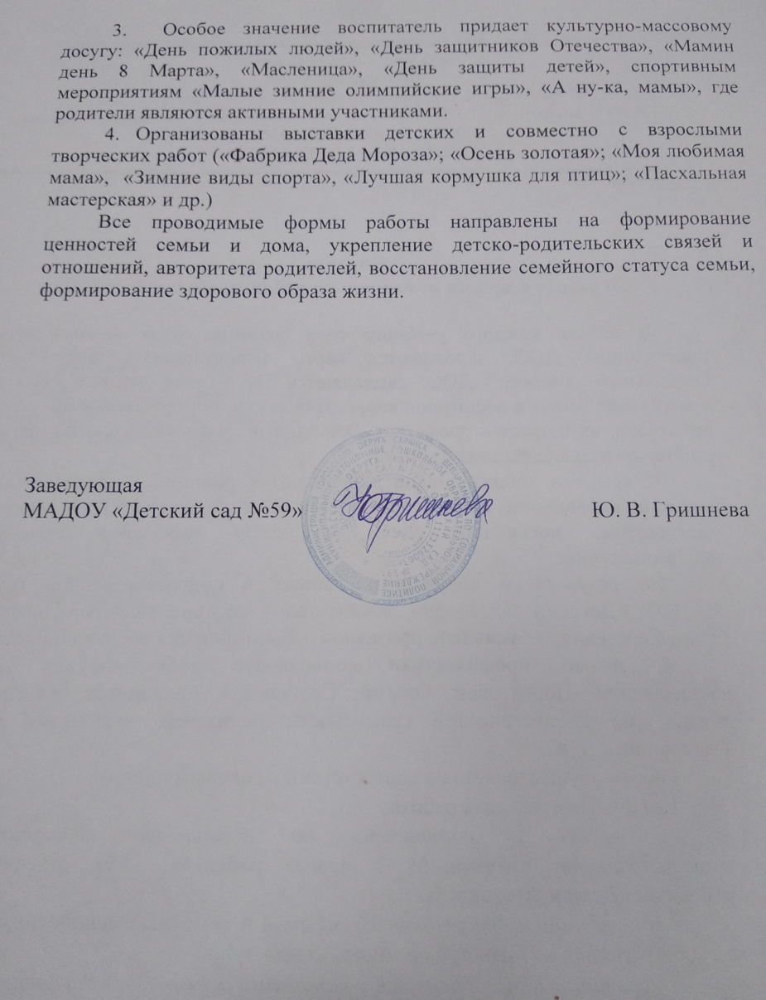 3. Особое значение воспитатель придает культурно-массовому
досугу: «День пожилых людей», «День защитников Отечества», «Мамин
день 8 Марта», «Масленица», «День защиты детей», спортивным
мероприятиям «Малые зимние олимпийские игры», «А ну-ка, мамы», где
родители являются активными участниками.
4. Организованы выставки детских и совместно с взрослыми
творческих работ («Фабрика Деда Мороза»; «Осень золотая»; «Моя любимая
мама», «Зимние виды спорта», «Лучшая кормушка для птиц»; «Пасхальная
мастерская» и др.)
Все проводимые формы работы направлены на формирование
ценностей семьи и дома, укрепление детско-родительских связей и
отношений, авторитета родителей, восстановление семейного статуса семьи,
формирование здорового образа жизни.
Заведующая
МАДОУ «Детский сад №59» Ю. В. Гришнева